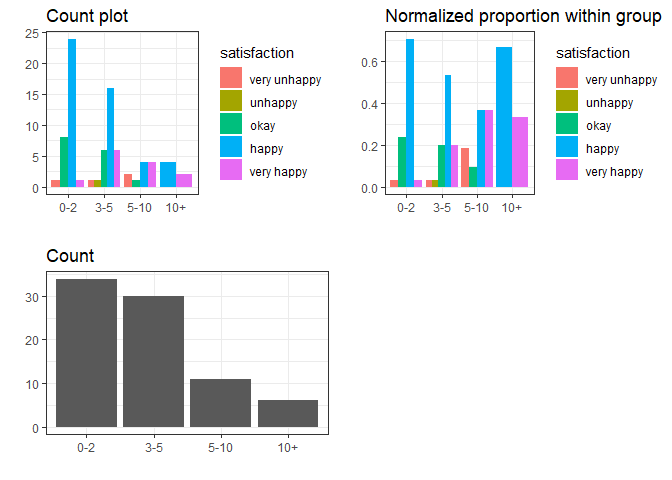 Count plot
25
20
15
10
5
0
0-2 3-5 5-10 10+
satisfaction
very unhappy
unhappy
okay
happy
very happy
Normalized proportion within group
0.6
0.4
0.2
0.0
0-2 3-5 5-10 10+
satisfaction
very unhappy
unhappy
okay
happy
very happy
Count
30
20
10
0
0-2 3-5 5-10 10+